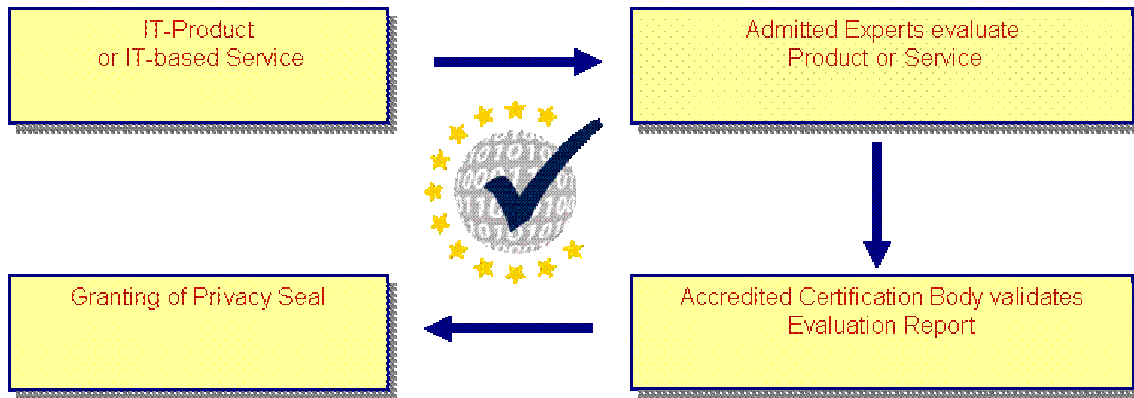 IT-Product
or IT-based Service
Admitted Experts evaluate
Product or Service
Accredited Certification Body validates
Evaluation Report
Granting of Privacy Seal